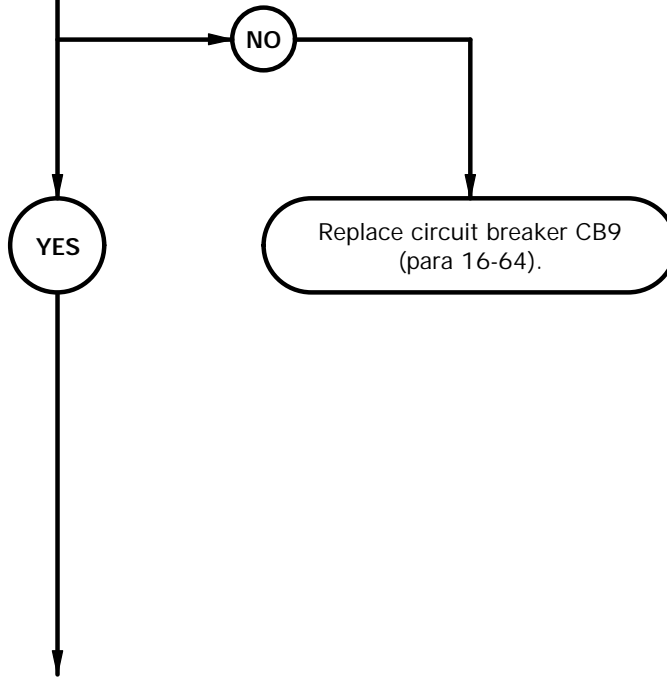 NO
YES
Replace circuit breaker CB9
(para 16-64).